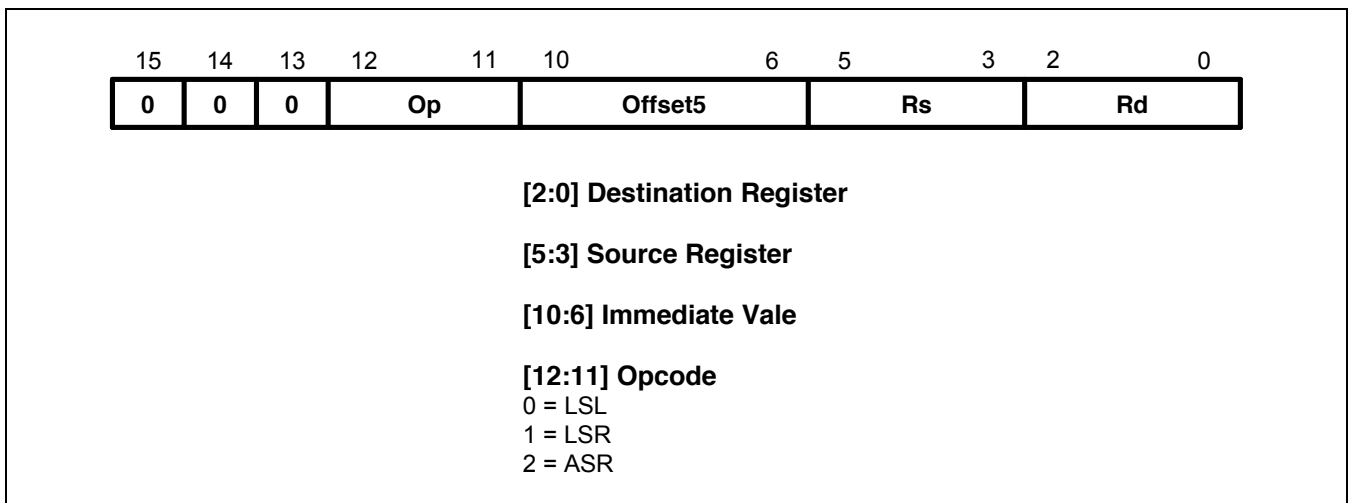 15 14 13 12 11 10 6 5 3 2 0
0 0 0 Op Offset5 Rs Rd
[2:0] Destination Register
[5:3] Source Register
[10:6] Immediate Vale
[12:11] Opcode
0 = LSL
1 = LSR
2 = ASR